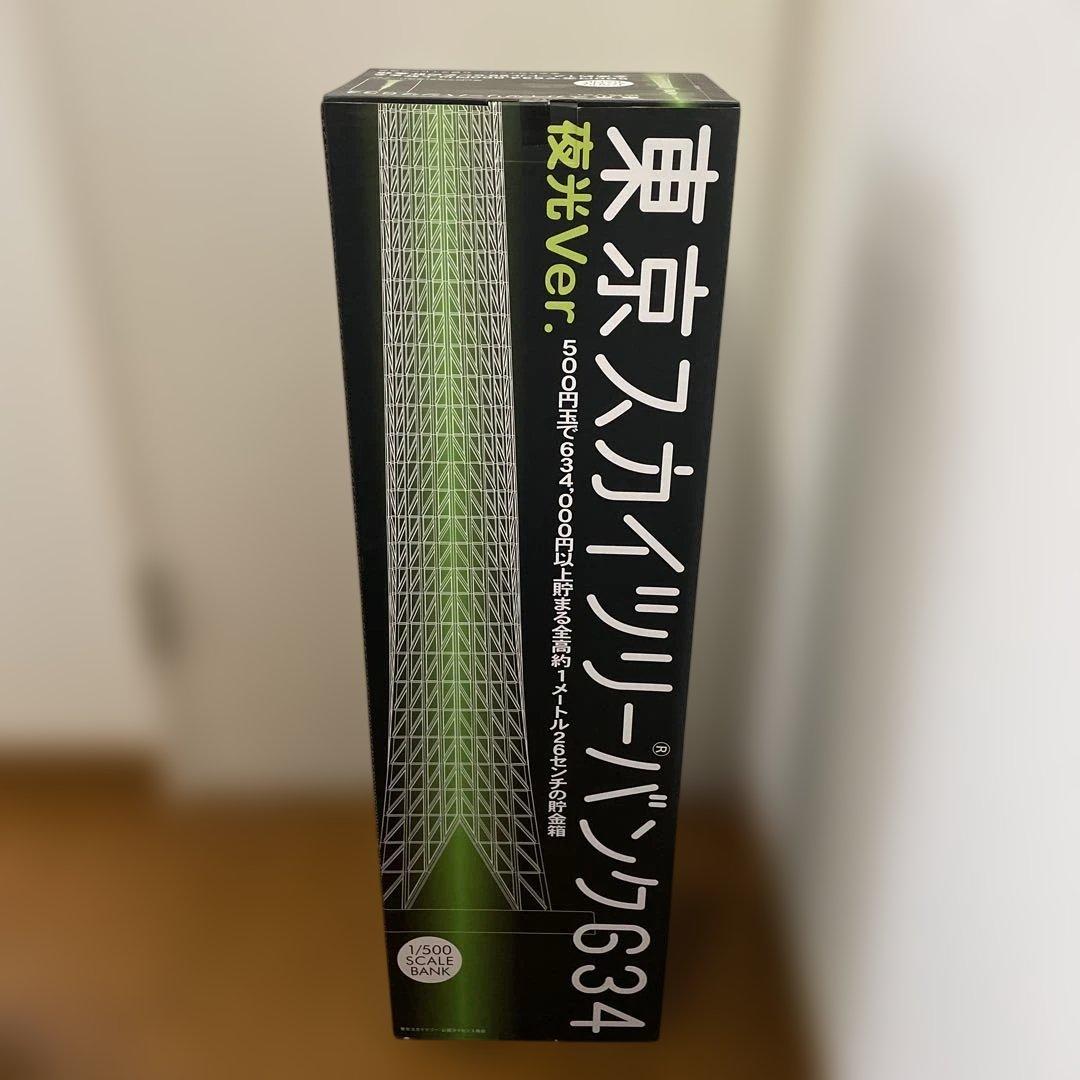 東京スカイツリー®バンク634
夜光Ver.
500円玉で634,000円以上貯まる全高約1メートル26センチの貯金箱
1/500
SCALE
BANK